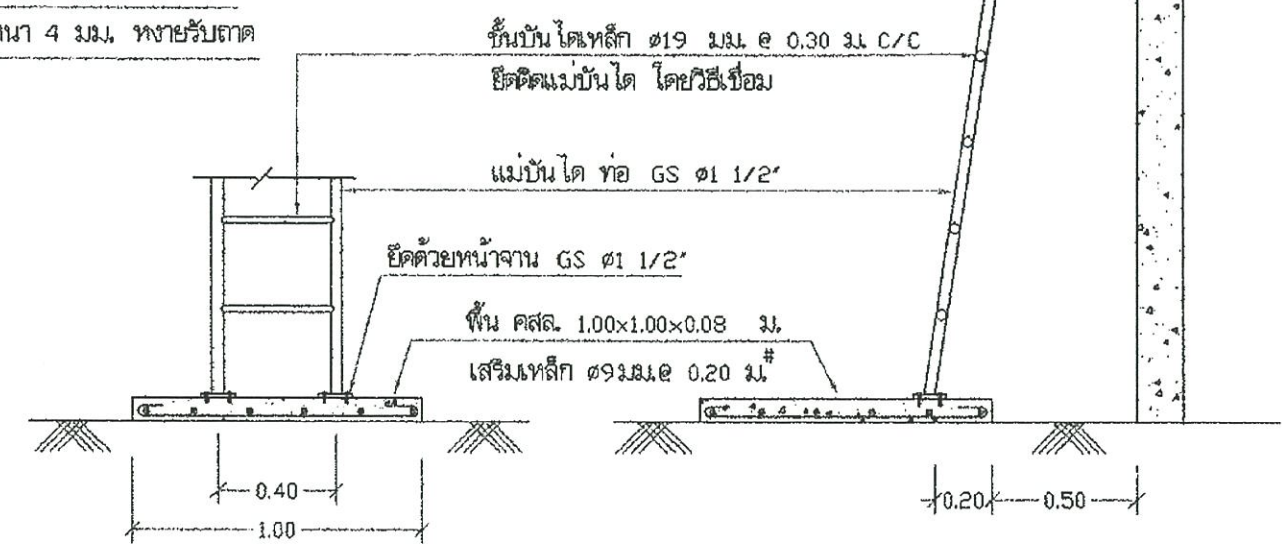 หนา 4 มม. หงายรับถาด
ขั้นบันไดเหล็ก ø19 มม. @ 0.30 ม. C/C
ยึดติดแม่บันได โดยวิธีเชื่อม
แม่บันได ท่อ GS ø1 1/2"
ยึดด้วยหน้าจาน GS ø1 1/2"
พื้น คสล. 1.00x1.00x0.08 ม.
เสริมเหล็ก ø9มม.@ 0.20 ม.#
0.40
1.00
0.20
0.50